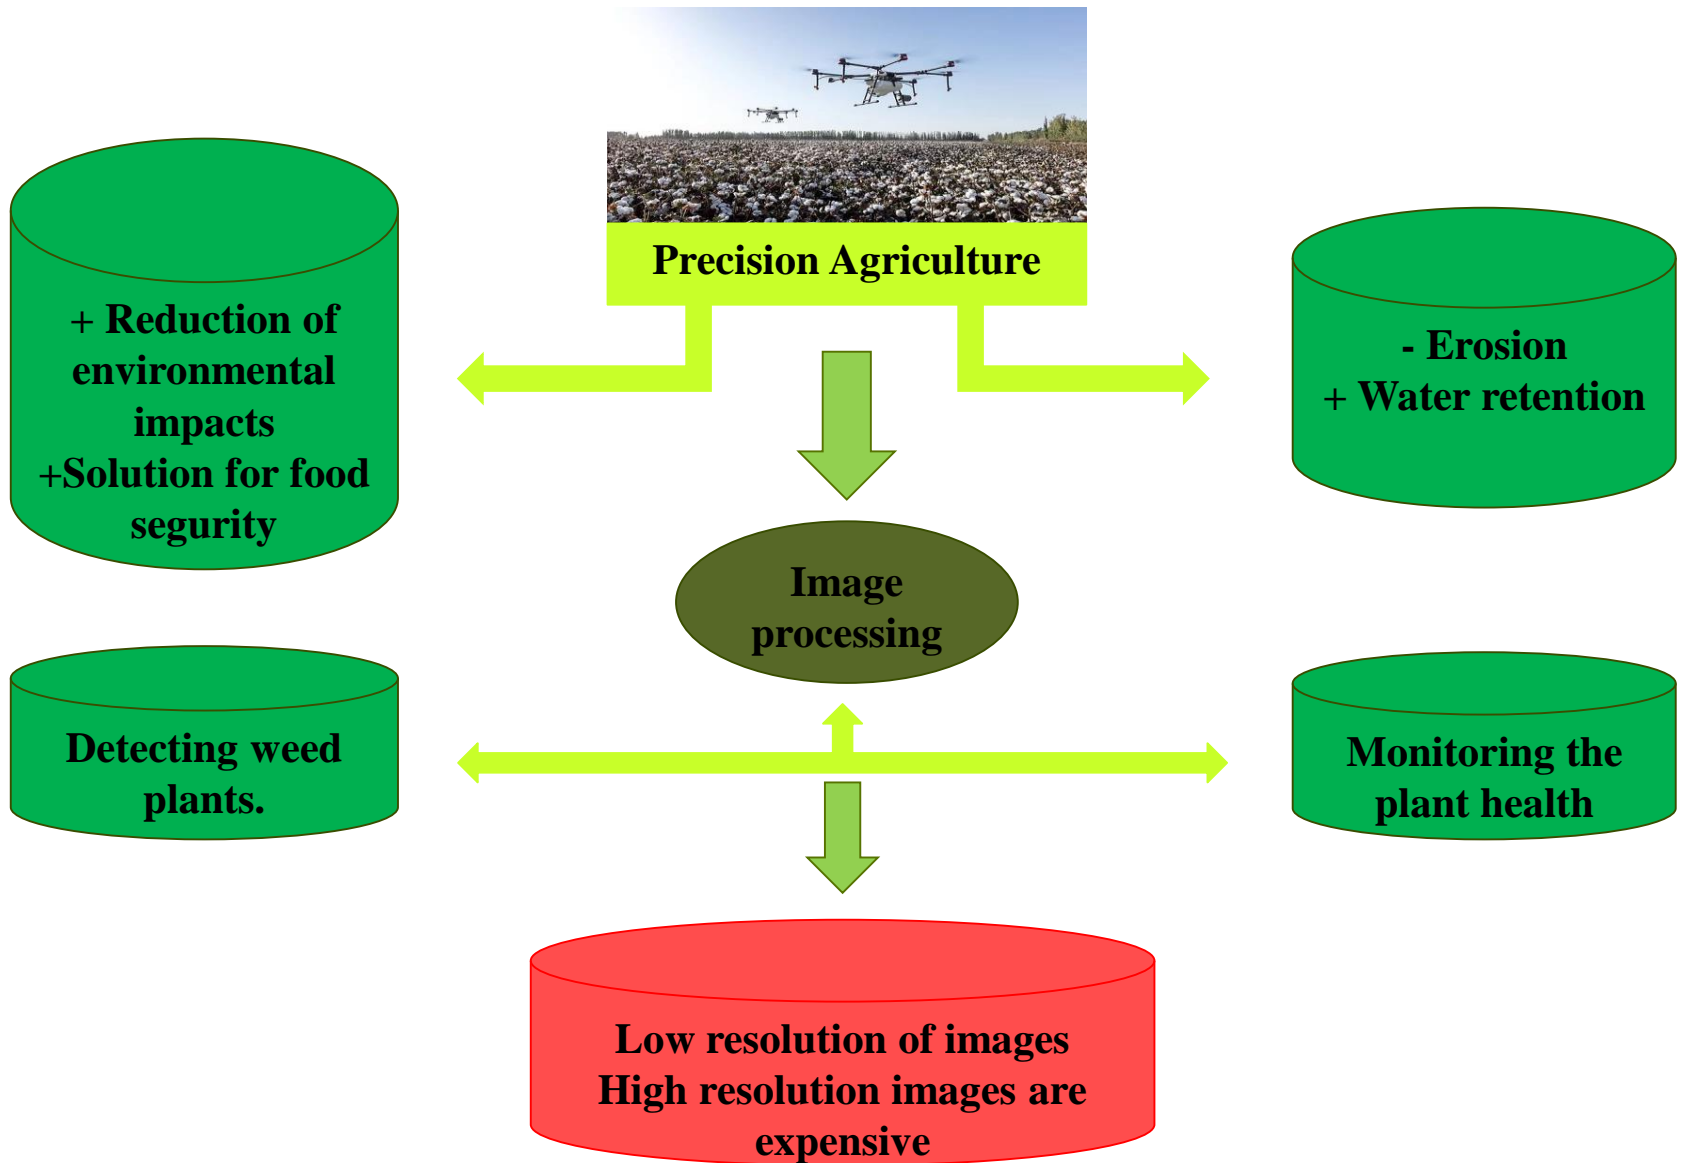 Precision Agriculture
+ Reduction of
environmental
impacts
+Solution for food
segurity
- Erosion
+ Water retention
Image
processing
Detecting weed
plants.
Monitoring the
plant health
Low resolution of images
High resolution images are
expensive